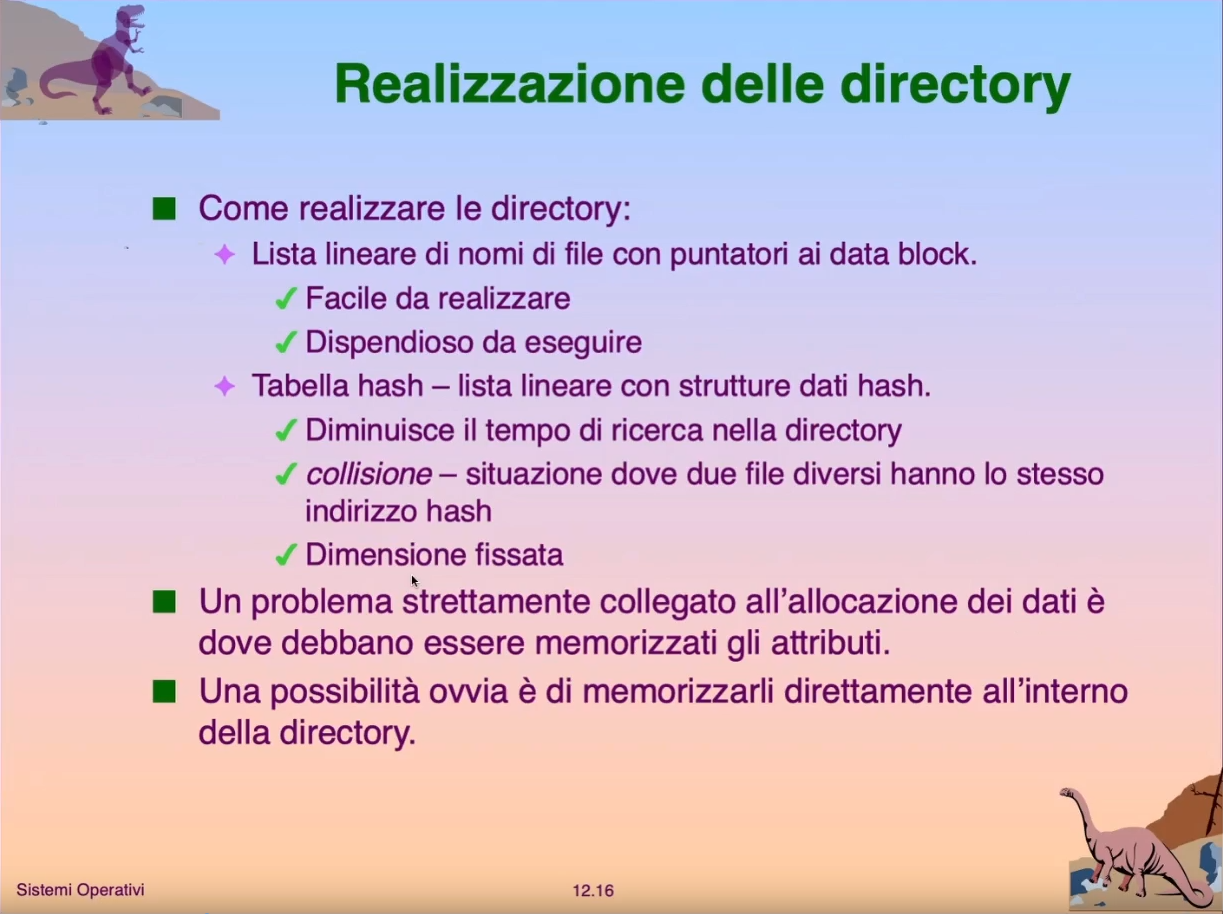 Realizzazione delle directory
Come realizzare le directory:
Lista lineare di nomi di file con puntatori ai data block.
Facile da realizzare
Dispendioso da eseguire
Tabella hash – lista lineare con strutture dati hash.
Diminuisce il tempo di ricerca nella directory
collisione – situazione dove due file diversi hanno lo stesso
indirizzo hash
Dimensione fissata
Un problema strettamente collegato all’allocazione dei dati è
dove debbano essere memorizzati gli attributi.
Una possibilità ovvia è di memorizzarli direttamente all’interno
della directory.
Sistemi Operativi
12.16